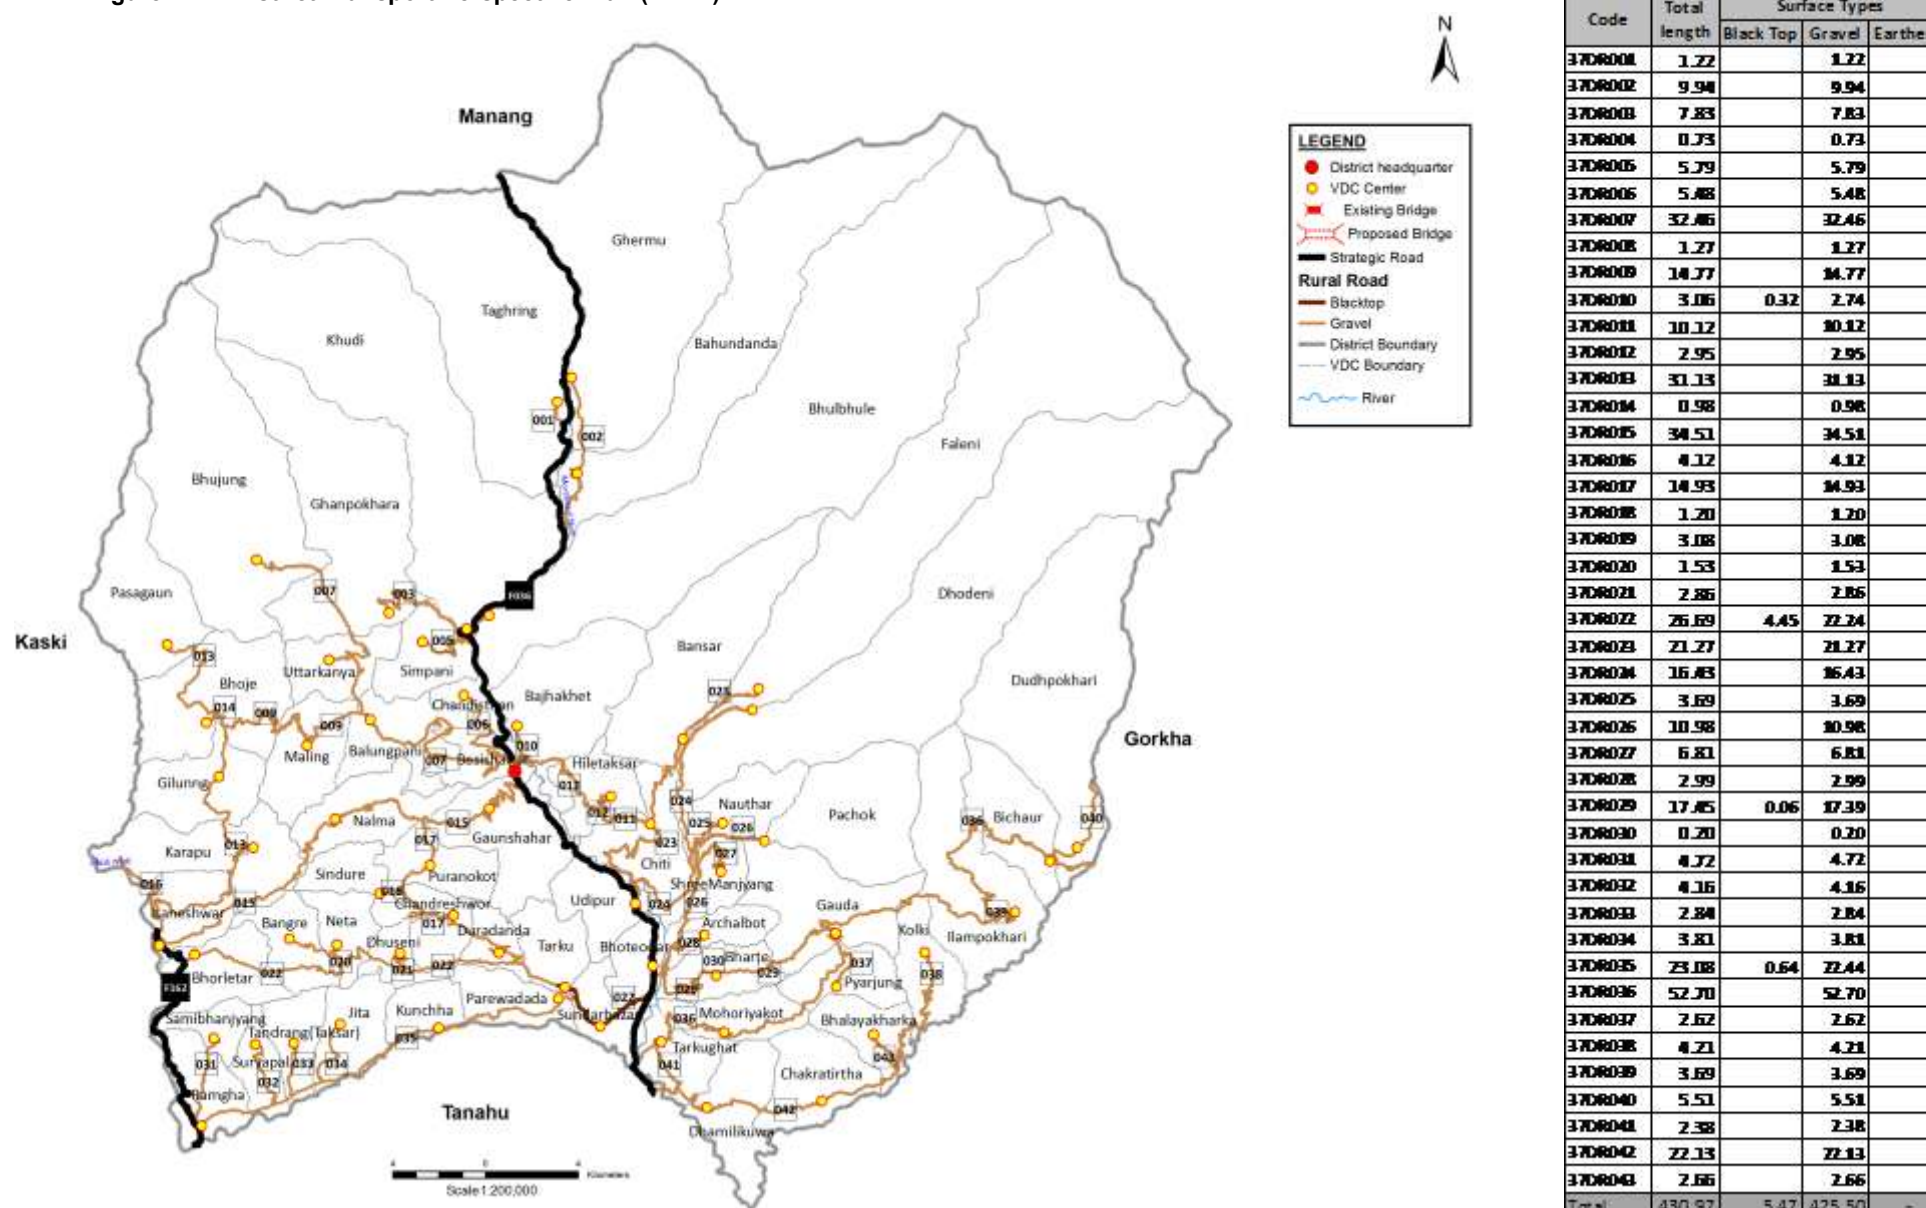 N
Manang
Ghermu
Taghring
Khudi
Bahundanda
Bhulbhule
Faleni
001
002
Bhujung
Ghanpokhara
Pasagaun
007
003
F036
Dhodeni
Kaski
005
013
Uttarkanya
Simpani
Bansar
Bhoje
Dudhpokhari
023
Bajhakhet
014
009
009
006
010
Gorkha
Maling
Balungpani
007
Hiletaksar
Gilunng
011
012
011
024
Nauthar
Pachok
036
Bichaur
040
Nalma
015
025
026
017
Gaunshahar
023
Karapu
013
027
Chiti
Sindure
Puranokot
ShreeManjyang
016
018
015
Chandreshwor
Udipur
024
026
Gauda
039
Bangre
Neta
017
Duradanda
Archalbot
Kolki
Ilampokhari
Dhuseni
Tarku
028
020
021
022
022
030
Bharte
029
037
038
Bhorletar
Pyarjung
F162
Parewadada
Samibhanjyang
Jita
Kunchha
036
Mohoriyakot
Bhalayakharka
Tandrang(Taksar)
035
Tarkughat
031
033
034
041
032
Chakratirtha
Tanahu
042
Dhamilikuwa
4 0 4
Kilometers
Scale 1:200,000
LEGEND
District headquarter
VDC Center
Existing Bridge
Proposed Bridge
Strategic Road
Rural Road
Blacktop
Gravel
District Boundary
VDC Boundary
River
Code Total length Surface Types
Black Top Gravel
37DR001 1.22 1.22
37DR002 9.94 9.94
37DR003 7.83 7.83
37DR004 0.73 0.73
37DR005 5.79 5.79
37DR006 5.48 5.48
37DR007 32.46 32.46
37DR008 1.27 1.27
37DR009 14.77 14.77
37DR010 3.06 0.32 2.74
37DR011 10.12 10.12
37DR012 2.95 2.95
37DR013 31.13 31.13
37DR014 0.98 0.98
37DR015 34.51 34.51
37DR016 4.12 4.12
37DR017 14.93 14.93
37DR018 1.20 1.20
37DR019 3.08 3.08
37DR020 1.53 1.53
37DR021 2.86 2.86
37DR022 26.69 4.45 22.24
37DR023 21.27 21.27
37DR024 16.43 16.43
37DR025 3.69 3.69
37DR026 10.98 10.98
37DR027 6.81 6.81
37DR028 2.99 2.99
37DR029 17.45 0.06 17.39
37DR030 0.20 0.20
37DR031 4.72 4.72
37DR032 4.16 4.16
37DR033 2.84 2.84
37DR034 3.81 3.81
37DR035 23.08 0.64 22.44
37DR036 52.70 52.70
37DR037 2.62 2.62
37DR038 4.21 4.21
37DR039 3.69 3.69
37DR040 5.51 5.51
37DR041 2.38 2.38
37DR042 22.13 22.13
37DR043 2.66 2.66
Total 430.97 5.47 425.50 -